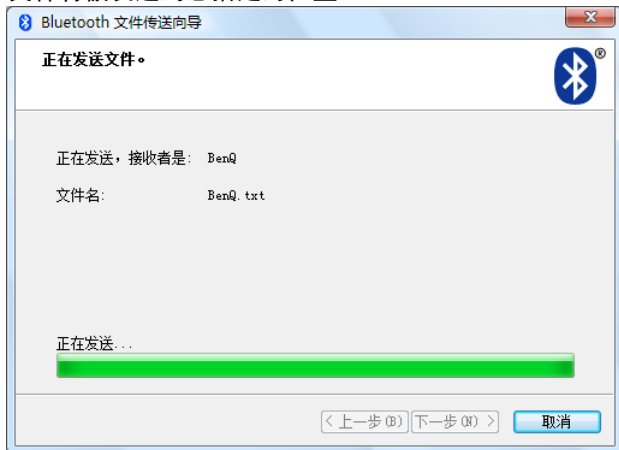 Bluetooth 文件传送向导
正在发送文件。
®
正在发送，接收者是: BenQ
文件名: BenQ.txt
正在发送...
< 上一步(B) 下一步(N) > 取消